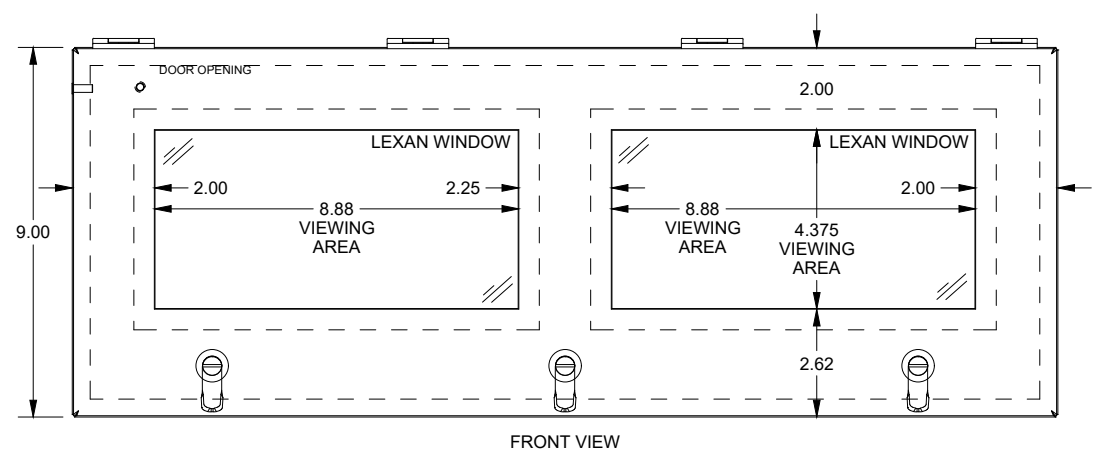 DOOR OPENING
2.00
LEXAN WINDOW
LEXAN WINDOW
2.00
2.25
2.00
8.88
VIEWING
AREA
8.88
VIEWING
AREA
9.00
4.375
VIEWING
AREA
2.62
FRONT VIEW